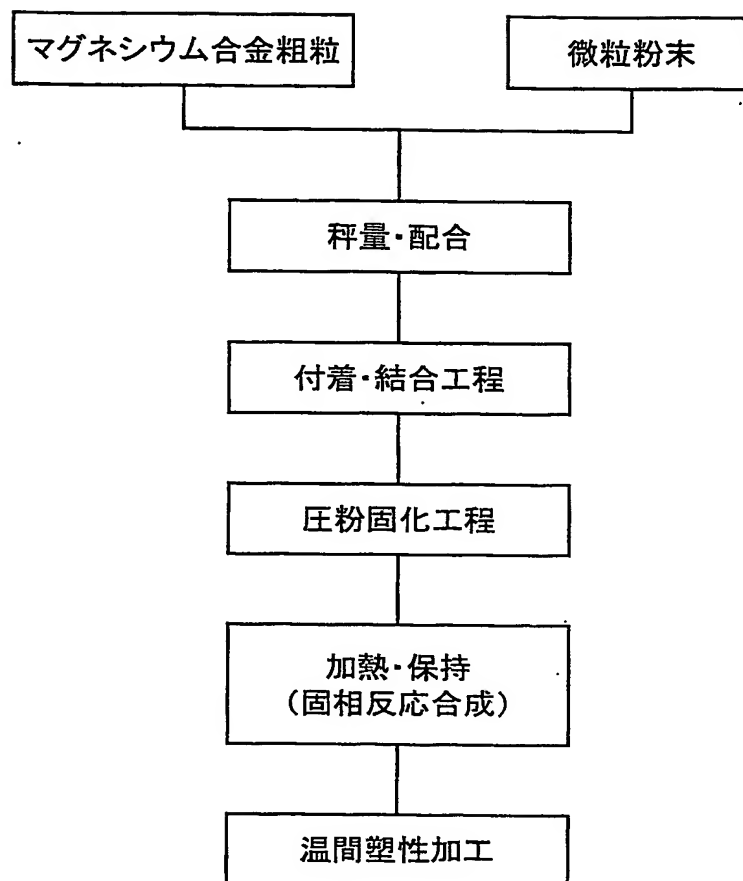 マグネシウム合金粗粒
微粒粉末
秤量・配合
付着・結合工程
圧粉固化工程
加熱・保持
(固相反応合成)
温間塑性加工